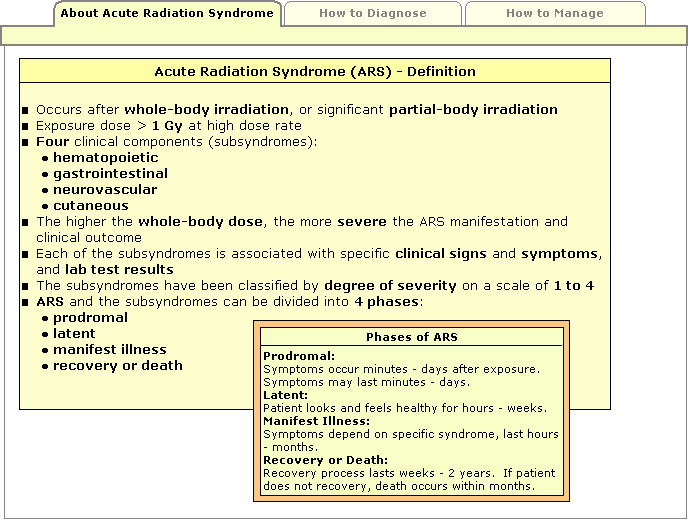 About Acute Radiation Syndrome
How to Diagnose
How to Manage
Acute Radiation Syndrome (ARS) - Definition
■ Occurs after whole-body irradiation, or significant partial-body irradiation
■ Exposure dose > 1 Gy at high dose rate
■ Four clinical components (subsyndromes):
● hematopoietic
● gastrointestinal
● neurovascular
● cutaneous
■ The higher the whole-body dose, the more severe the ARS manifestation and
clinical outcome
■ Each of the subsyndromes is associated with specific clinical signs and symptoms,
and lab test results
■ The subsyndromes have been classified by degree of severity on a scale of 1 to 4
■ ARS and the subsyndromes can be divided into 4 phases:
● prodromal
● latent
● manifest illness
● recovery or death
Phases of ARS
Prodromal:
Symptoms occur minutes - days after exposure.
Symptoms may last minutes - days.
Latent:
Patient looks and feels healthy for hours - weeks.
Manifest Illness:
Symptoms depend on specific syndrome, last hours
- months.
Recovery or Death:
Recovery process lasts weeks - 2 years. If patient
does not recovery, death occurs within months.